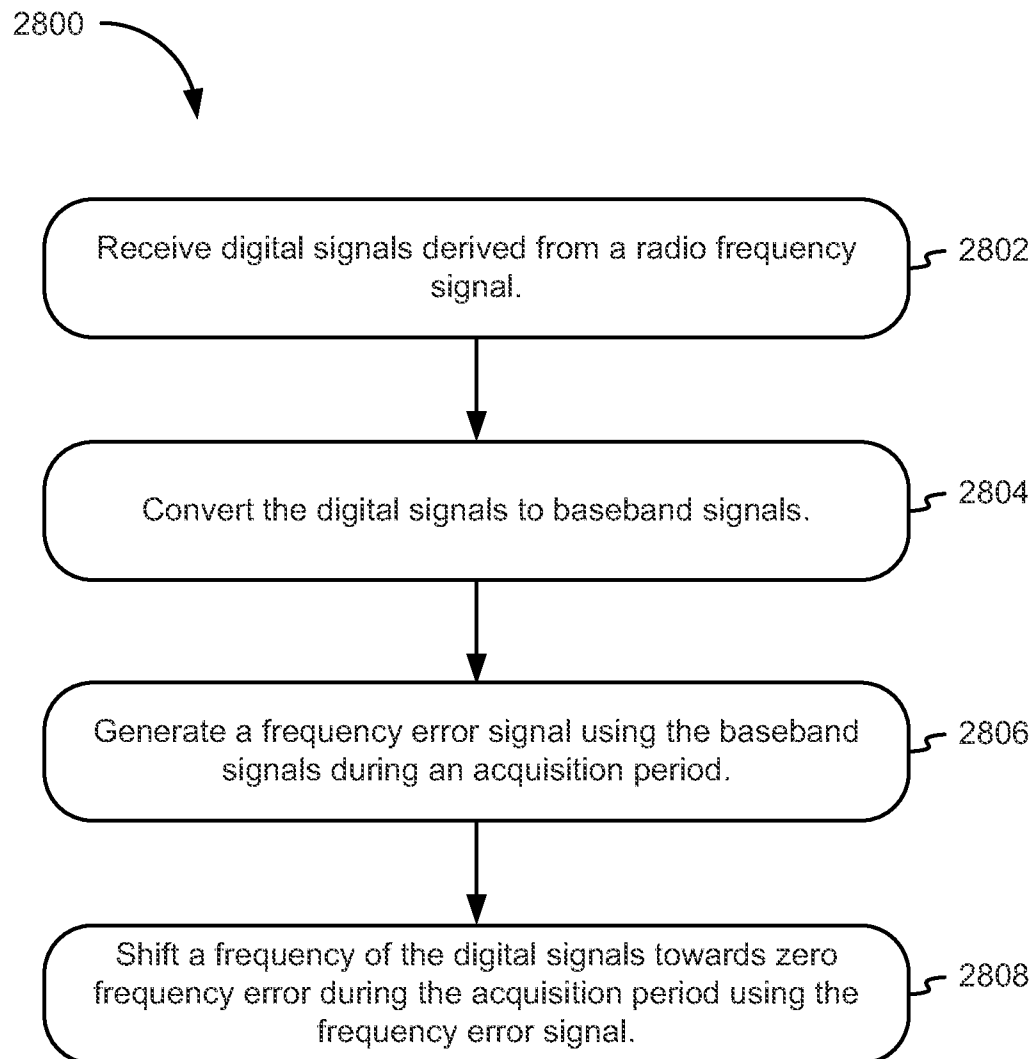 2800
Receive digital signals derived from a radio frequency
signal.
2802
Convert the digital signals to baseband signals.
2804
Generate a frequency error signal using the baseband
signals during an acquisition period.
2806
Shift a frequency of the digital signals towards zero
frequency error during the acquisition period using the
frequency error signal.
2808